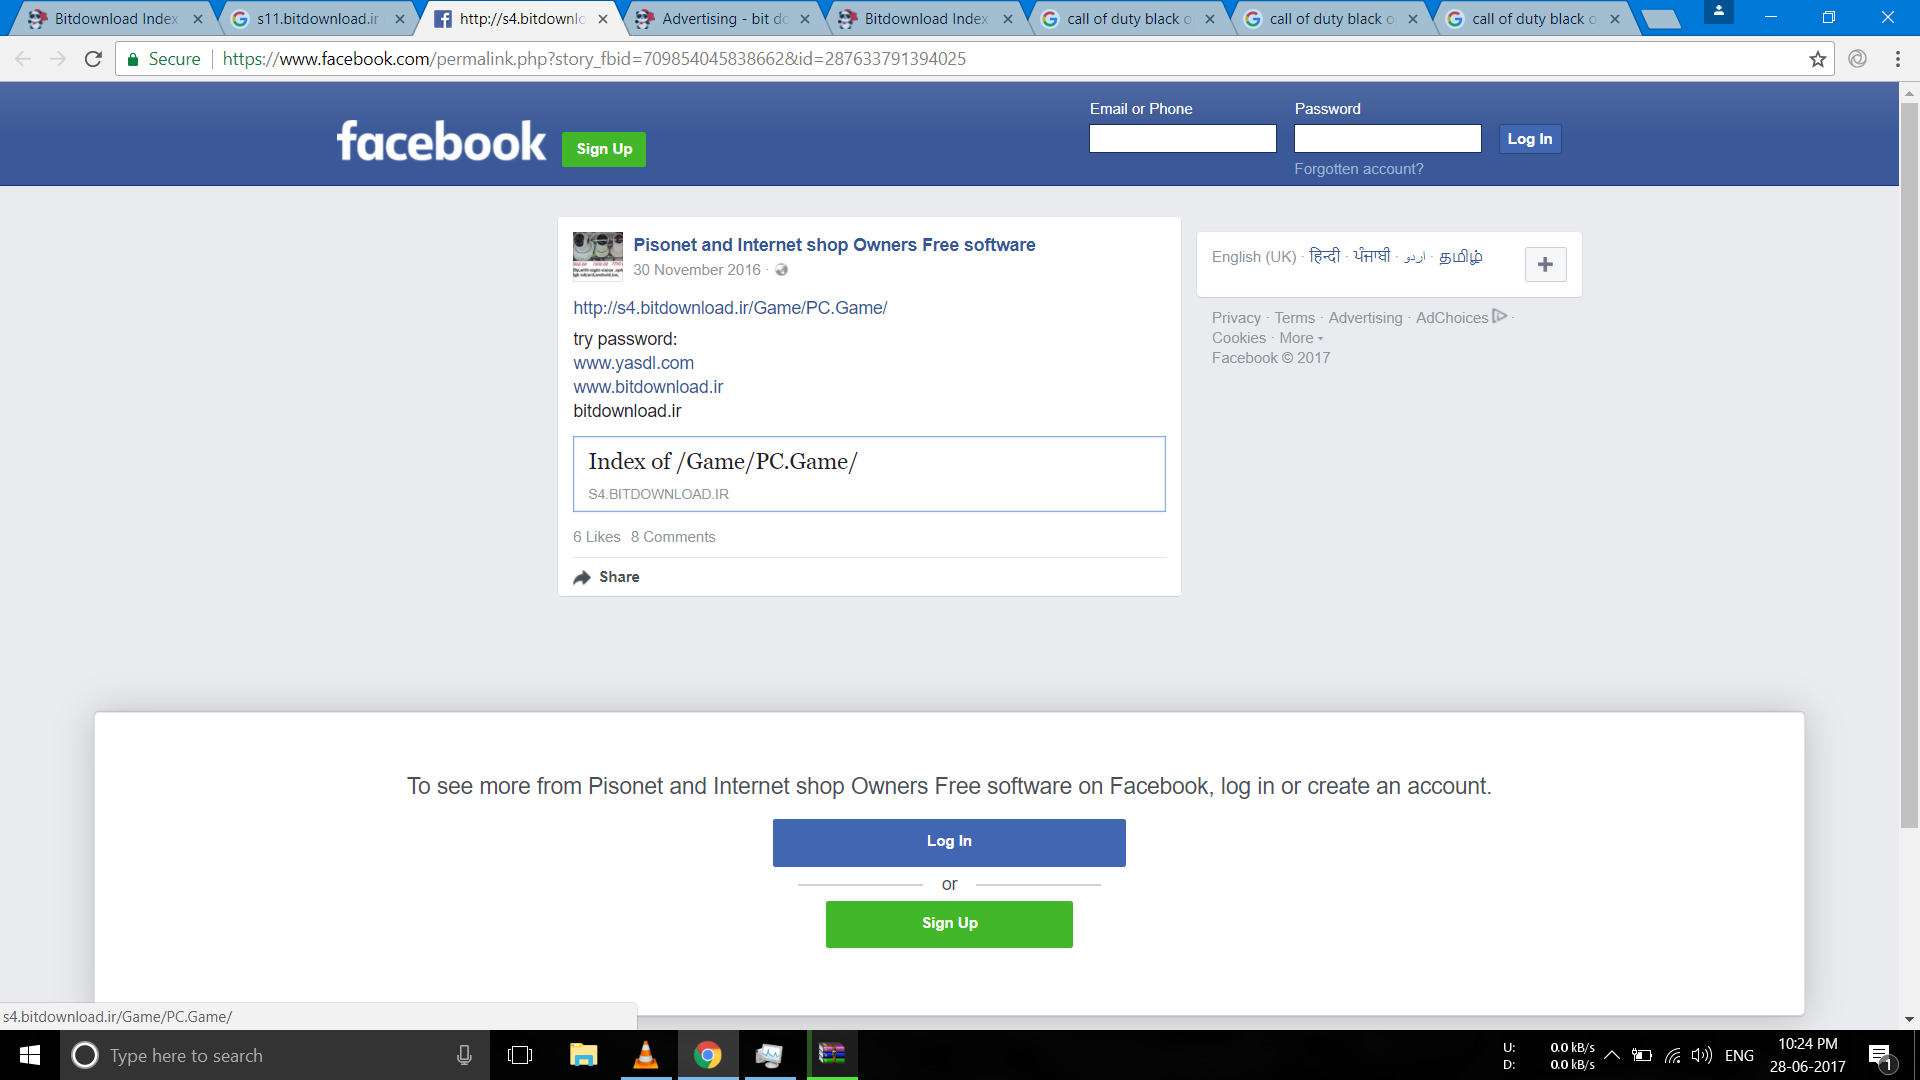 Bitdownload Index
s11.bitdownload.ir
http://s4.bitdownlo
Advertising - bit do
Bitdownload Index
call of duty black o
call of duty black o
call of duty black o
Secure
https://www.facebook.com/permalink.php?story_fbid=709854045838662&id=287633791394025
facebook
Sign Up
Email or Phone
Password
Log In
Forgotten account?
Pisonet and Internet shop Owners Free software
30 November 2016 ·
http://s4.bitdownload.ir/Game/PC.Game/
try password:
www.yasdl.com
www.bitdownload.ir
bitdownload.ir
Index of /Game/PC.Game/
S4.BITDOWNLOAD.IR
6 Likes 8 Comments
Share
English (UK) · हिन्दी · ਪੰਜਾਬੀ · اردو · தமிழ்
Privacy · Terms · Advertising · AdChoices ·
Cookies · More
Facebook © 2017
To see more from Pisonet and Internet shop Owners Free software on Facebook, log in or create an account.
Log In
or
Sign Up
s4.bitdownload.ir/Game/PC.Game/
Type here to search
U: 0.0 kB/s
D: 0.0 kB/s
ENG
10:24 PM
28-06-2017
1